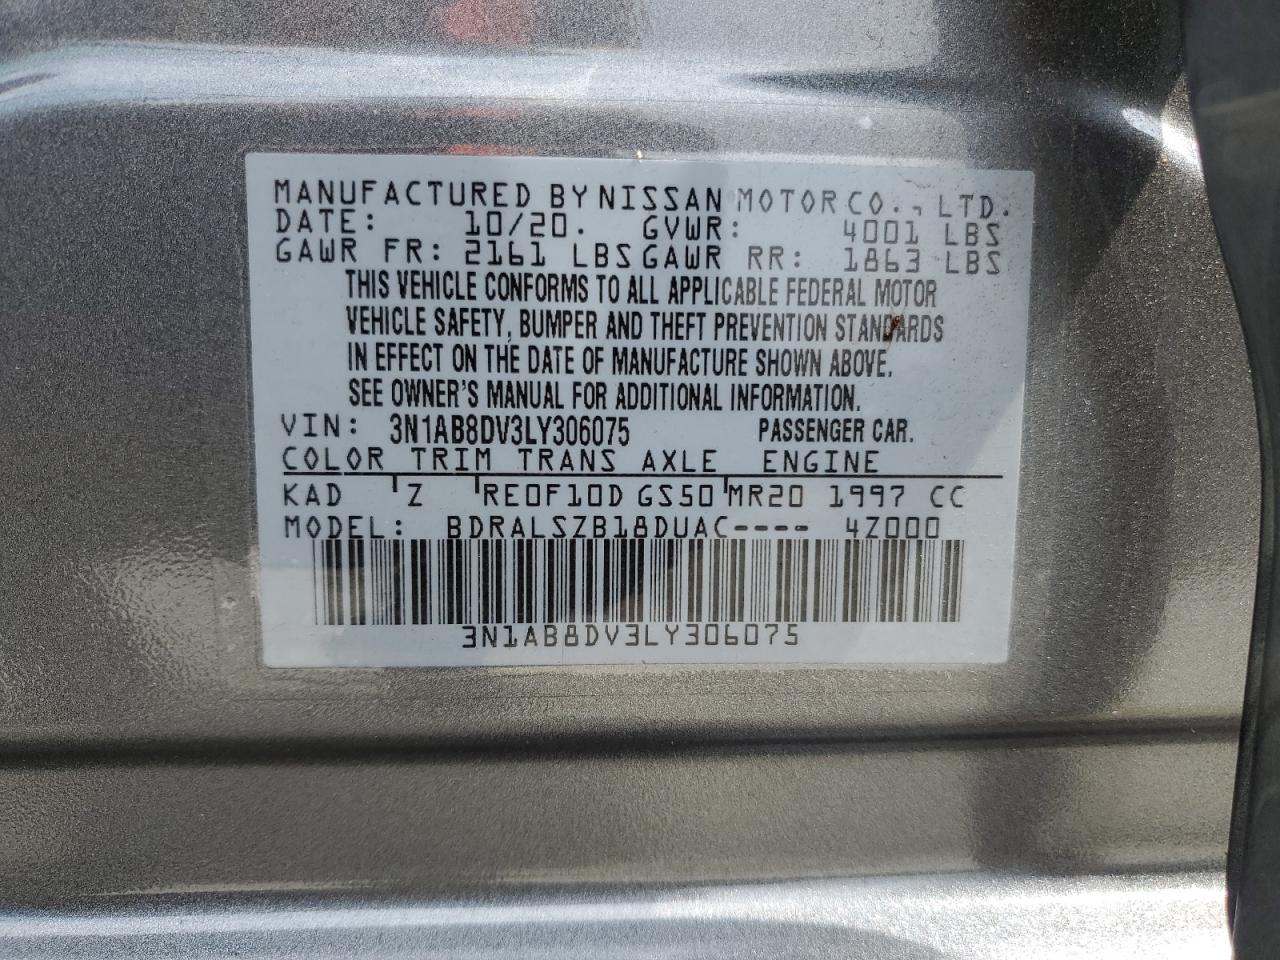 MANUFACTURED BY NISSAN MOTOR CO., LTD.
DATE: 10/20. GVWR: 4001 LBS
GAWR FR: 2161 LBS GAWR RR: 1863 LBS
THIS VEHICLE CONFORMS TO ALL APPLICABLE FEDERAL MOTOR
VEHICLE SAFETY, BUMPER AND THEFT PREVENTION STANDARDS
IN EFFECT ON THE DATE OF MANUFACTURE SHOWN ABOVE.
SEE OWNER'S MANUAL FOR ADDITIONAL INFORMATION.
VIN: 3N1AB8DV3LY306075 PASSENGER CAR.
COLOR TRIM TRANS AXLE ENGINE
KAD Z RE0F10D GS50 MR20 1997 CC
MODEL: BDRALSZB18DUAC---- 4Z000
3N1AB8DV3LY306075